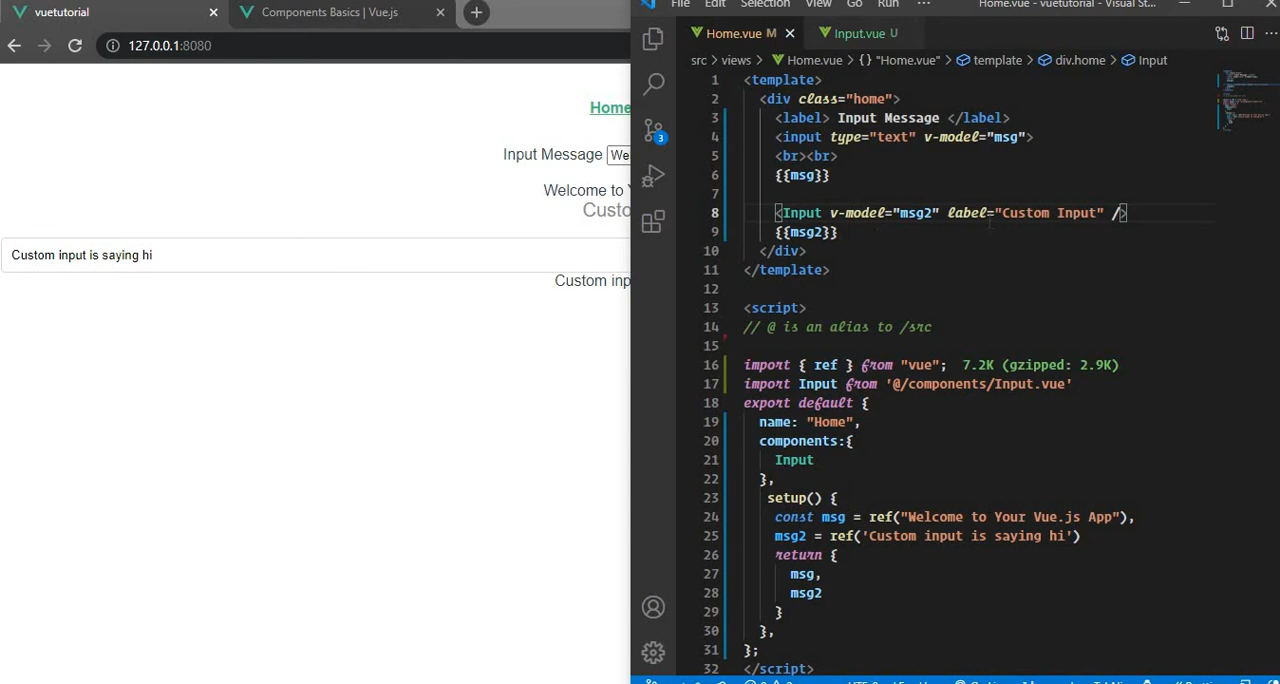 vuetutorial
Components Basics | Vue.js
127.0.0.1:8080
Home
Input Message We
Welcome to Y
Custo
Custom input is saying hi
Custom inp
File Edit Selection View Go Run ··· Home.vue - vuetutorial - Visual St...
Home.vue M
Input.vue U
src > views > Home.vue > {} "Home.vue" > template > div.home > Input
3
1 <template>
2 <div class="home">
3 <label> Input Message </label>
4 <input type="text" v-model="msg">
5 <br><br>
6 {{msg}}
7
8 <Input v-model="msg2" label="Custom Input" />
9 {{msg2}}
10 </div>
11 </template>
12
13 <script>
14 // @ is an alias to /src
15
16 import { ref } from "vue"; 7.2K (gzipped: 2.9K)
17 import Input from '@/components/Input.vue'
18 export default {
19 name: "Home",
20 components:{
21 Input
22 },
23 setup() {
24 const msg = ref("Welcome to Your Vue.js App"),
25 msg2 = ref('Custom input is saying hi')
26 return {
27 msg,
28 msg2
29 }
30 },
31 };
32 </script>